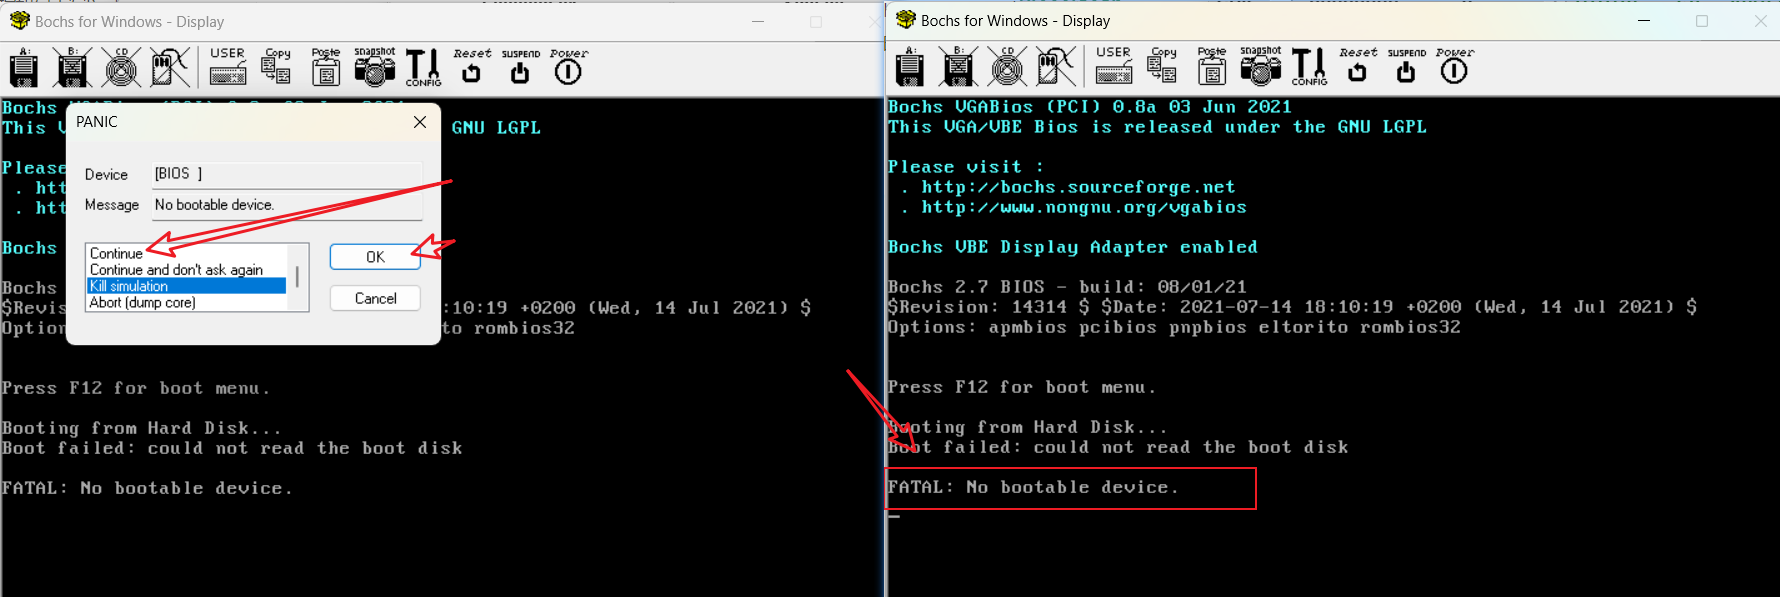 Bochs for Windows - Display
A: B: CD USER Copy Paste snapshot CONFIG Reset SUSPEND Power
Bochs
This V GNU LGPL
Please
. htt
. htt
Bochs
Bochs
$Revis :10:19 +0200 (Wed, 14 Jul 2021) $
Option to rombios32
Press F12 for boot menu.
Booting from Hard Disk...
Boot failed: could not read the boot disk
FATAL: No bootable device.
PANIC
Device [BIOS ]
Message No bootable device.
Continue
Continue and don't ask again
Kill simulation
Abort (dump core)
OK
Cancel
Bochs for Windows - Display
A: B: CD USER Copy Paste snapshot CONFIG Reset SUSPEND Power
Bochs VGABios (PCI) 0.8a 03 Jun 2021
This VGA/VBE Bios is released under the GNU LGPL
Please visit :
. http://bochs.sourceforge.net
. http://www.nongnu.org/vgabios
Bochs VBE Display Adapter enabled
Bochs 2.7 BIOS - build: 08/01/21
$Revision: 14314 $ $Date: 2021-07-14 18:10:19 +0200 (Wed, 14 Jul 2021) $
Options: apmbios pcibios pnpbios eltorito rombios32
Press F12 for boot menu.
Booting from Hard Disk...
Boot failed: could not read the boot disk
FATAL: No bootable device.